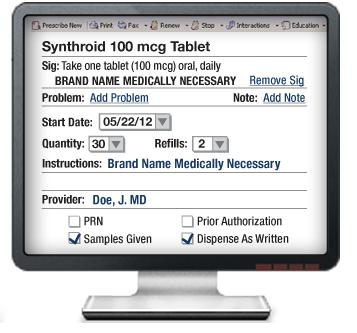 Prescribe New Print Fax Renew Stop Interactions Education
Synthroid 100 mcg Tablet
Sig: Take one tablet (100 mcg) oral, daily
BRAND NAME MEDICALLY NECESSARY Remove Sig
Problem: Add Problem Note: Add Note
Start Date: 05/22/12
Quantity: 30 Refills: 2
Instructions: Brand Name Medically Necessary
Provider: Doe, J. MD
PRN Prior Authorization
Samples Given Dispense As Written